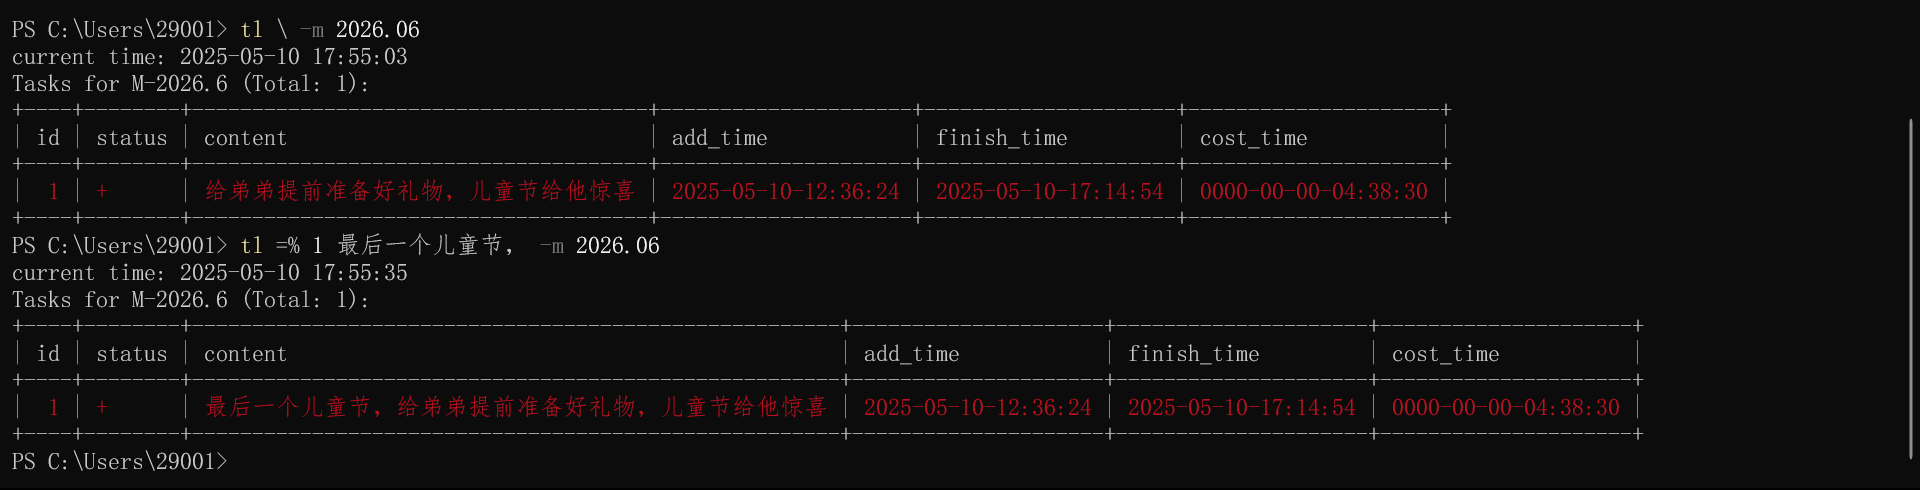 PS C:\Users\29001> tl \ -m 2026.06
current time: 2025-05-10 17:55:03
Tasks for M-2026.6 (Total: 1):
+----+--------+--------------------------------------+---------------------+---------------------+---------------------+
| id | status | content                              | add_time            | finish_time         | cost_time           |
+----+--------+--------------------------------------+---------------------+---------------------+---------------------+
|  1 | +      | 给弟弟提前准备好礼物，儿童节给他惊喜 | 2025-05-10-12:36:24 | 2025-05-10-17:14:54 | 0000-00-00-04:38:30 |
+----+--------+--------------------------------------+---------------------+---------------------+---------------------+
PS C:\Users\29001> tl =% 1 最后一个儿童节， -m 2026.06
current time: 2025-05-10 17:55:35
Tasks for M-2026.6 (Total: 1):
+----+--------+------------------------------------------------------+---------------------+---------------------+---------------------+
| id | status | content                                              | add_time            | finish_time         | cost_time           |
+----+--------+------------------------------------------------------+---------------------+---------------------+---------------------+
|  1 | +      | 最后一个儿童节，给弟弟提前准备好礼物，儿童节给他惊喜 | 2025-05-10-12:36:24 | 2025-05-10-17:14:54 | 0000-00-00-04:38:30 |
+----+--------+------------------------------------------------------+---------------------+---------------------+---------------------+
PS C:\Users\29001>